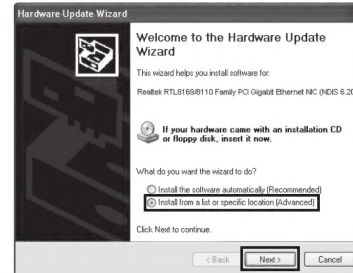 Hardware Update Wizard
Welcome to the Hardware Update
Wizard
This wizard helps you install software for:
Realtek RTL8169/8110 Family PCI Gigabit Ethernet NIC (NDIS 6.20
If your hardware came with an installation CD
or floppy disk, insert it now.
What do you want the wizard to do?
Install the software automatically (Recommended)
Install from a list or specific location (Advanced)
Click Next to continue.
< Back Next > Cancel